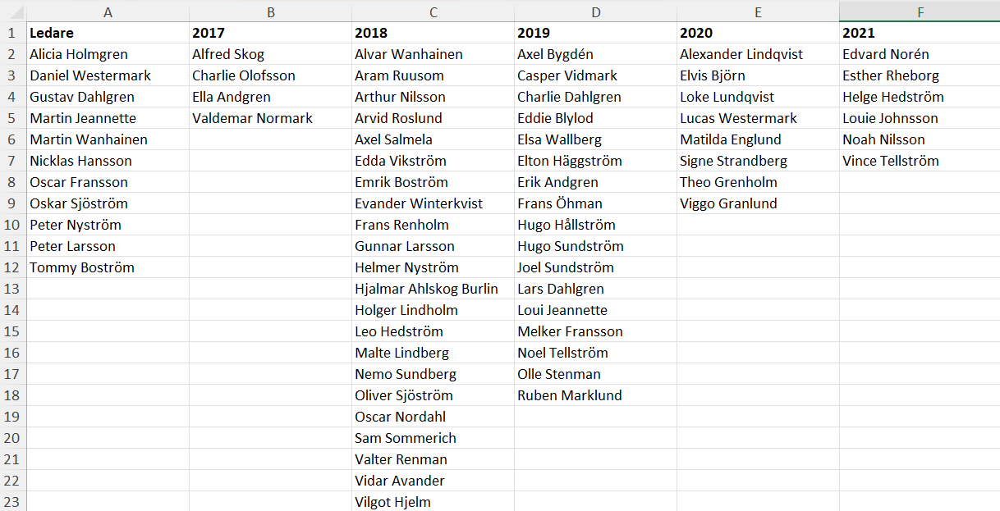 A B C D E F
1 Ledare 2017 2018 2019 2020 2021
2 Alicia Holmgren Alfred Skog Alvar Wanhainen Axel Bygdén Alexander Lindqvist Edvard Norén
3 Daniel Westermark Charlie Olofsson Aram Ruusom Casper Vidmark Elvis Björn Esther Rheborg
4 Gustav Dahlgren Ella Andgren Arthur Nilsson Charlie Dahlgren Loke Lundqvist Helge Hedström
5 Martin Jeannette Valdemar Normark Arvid Roslund Eddie Blylod Lucas Westermark Louie Johnsson
6 Martin Wanhainen Axel Salmela Elsa Wallberg Matilda Englund Noah Nilsson
7 Nicklas Hansson Edda Vikström Elton Häggström Signe Strandberg Vince Tellström
8 Oscar Fransson Emrik Boström Erik Andgren Theo Grenholm
9 Oskar Sjöström Evander Winterkvist Frans Öhman Viggo Granlund
10 Peter Nyström Frans Renholm Hugo Hållström
11 Peter Larsson Gunnar Larsson Hugo Sundström
12 Tommy Boström Helmer Nyström Joel Sundström
13 Hjalmar Ahlskog Burlin Lars Dahlgren
14 Holger Lindholm Loui Jeannette
15 Leo Hedström Melker Fransson
16 Malte Lindberg Noel Tellström
17 Nemo Sundberg Olle Stenman
18 Oliver Sjöström Ruben Marklund
19 Oscar Nordahl
20 Sam Sommerich
21 Valter Renman
22 Vidar Avander
23 Vilgot Hjelm